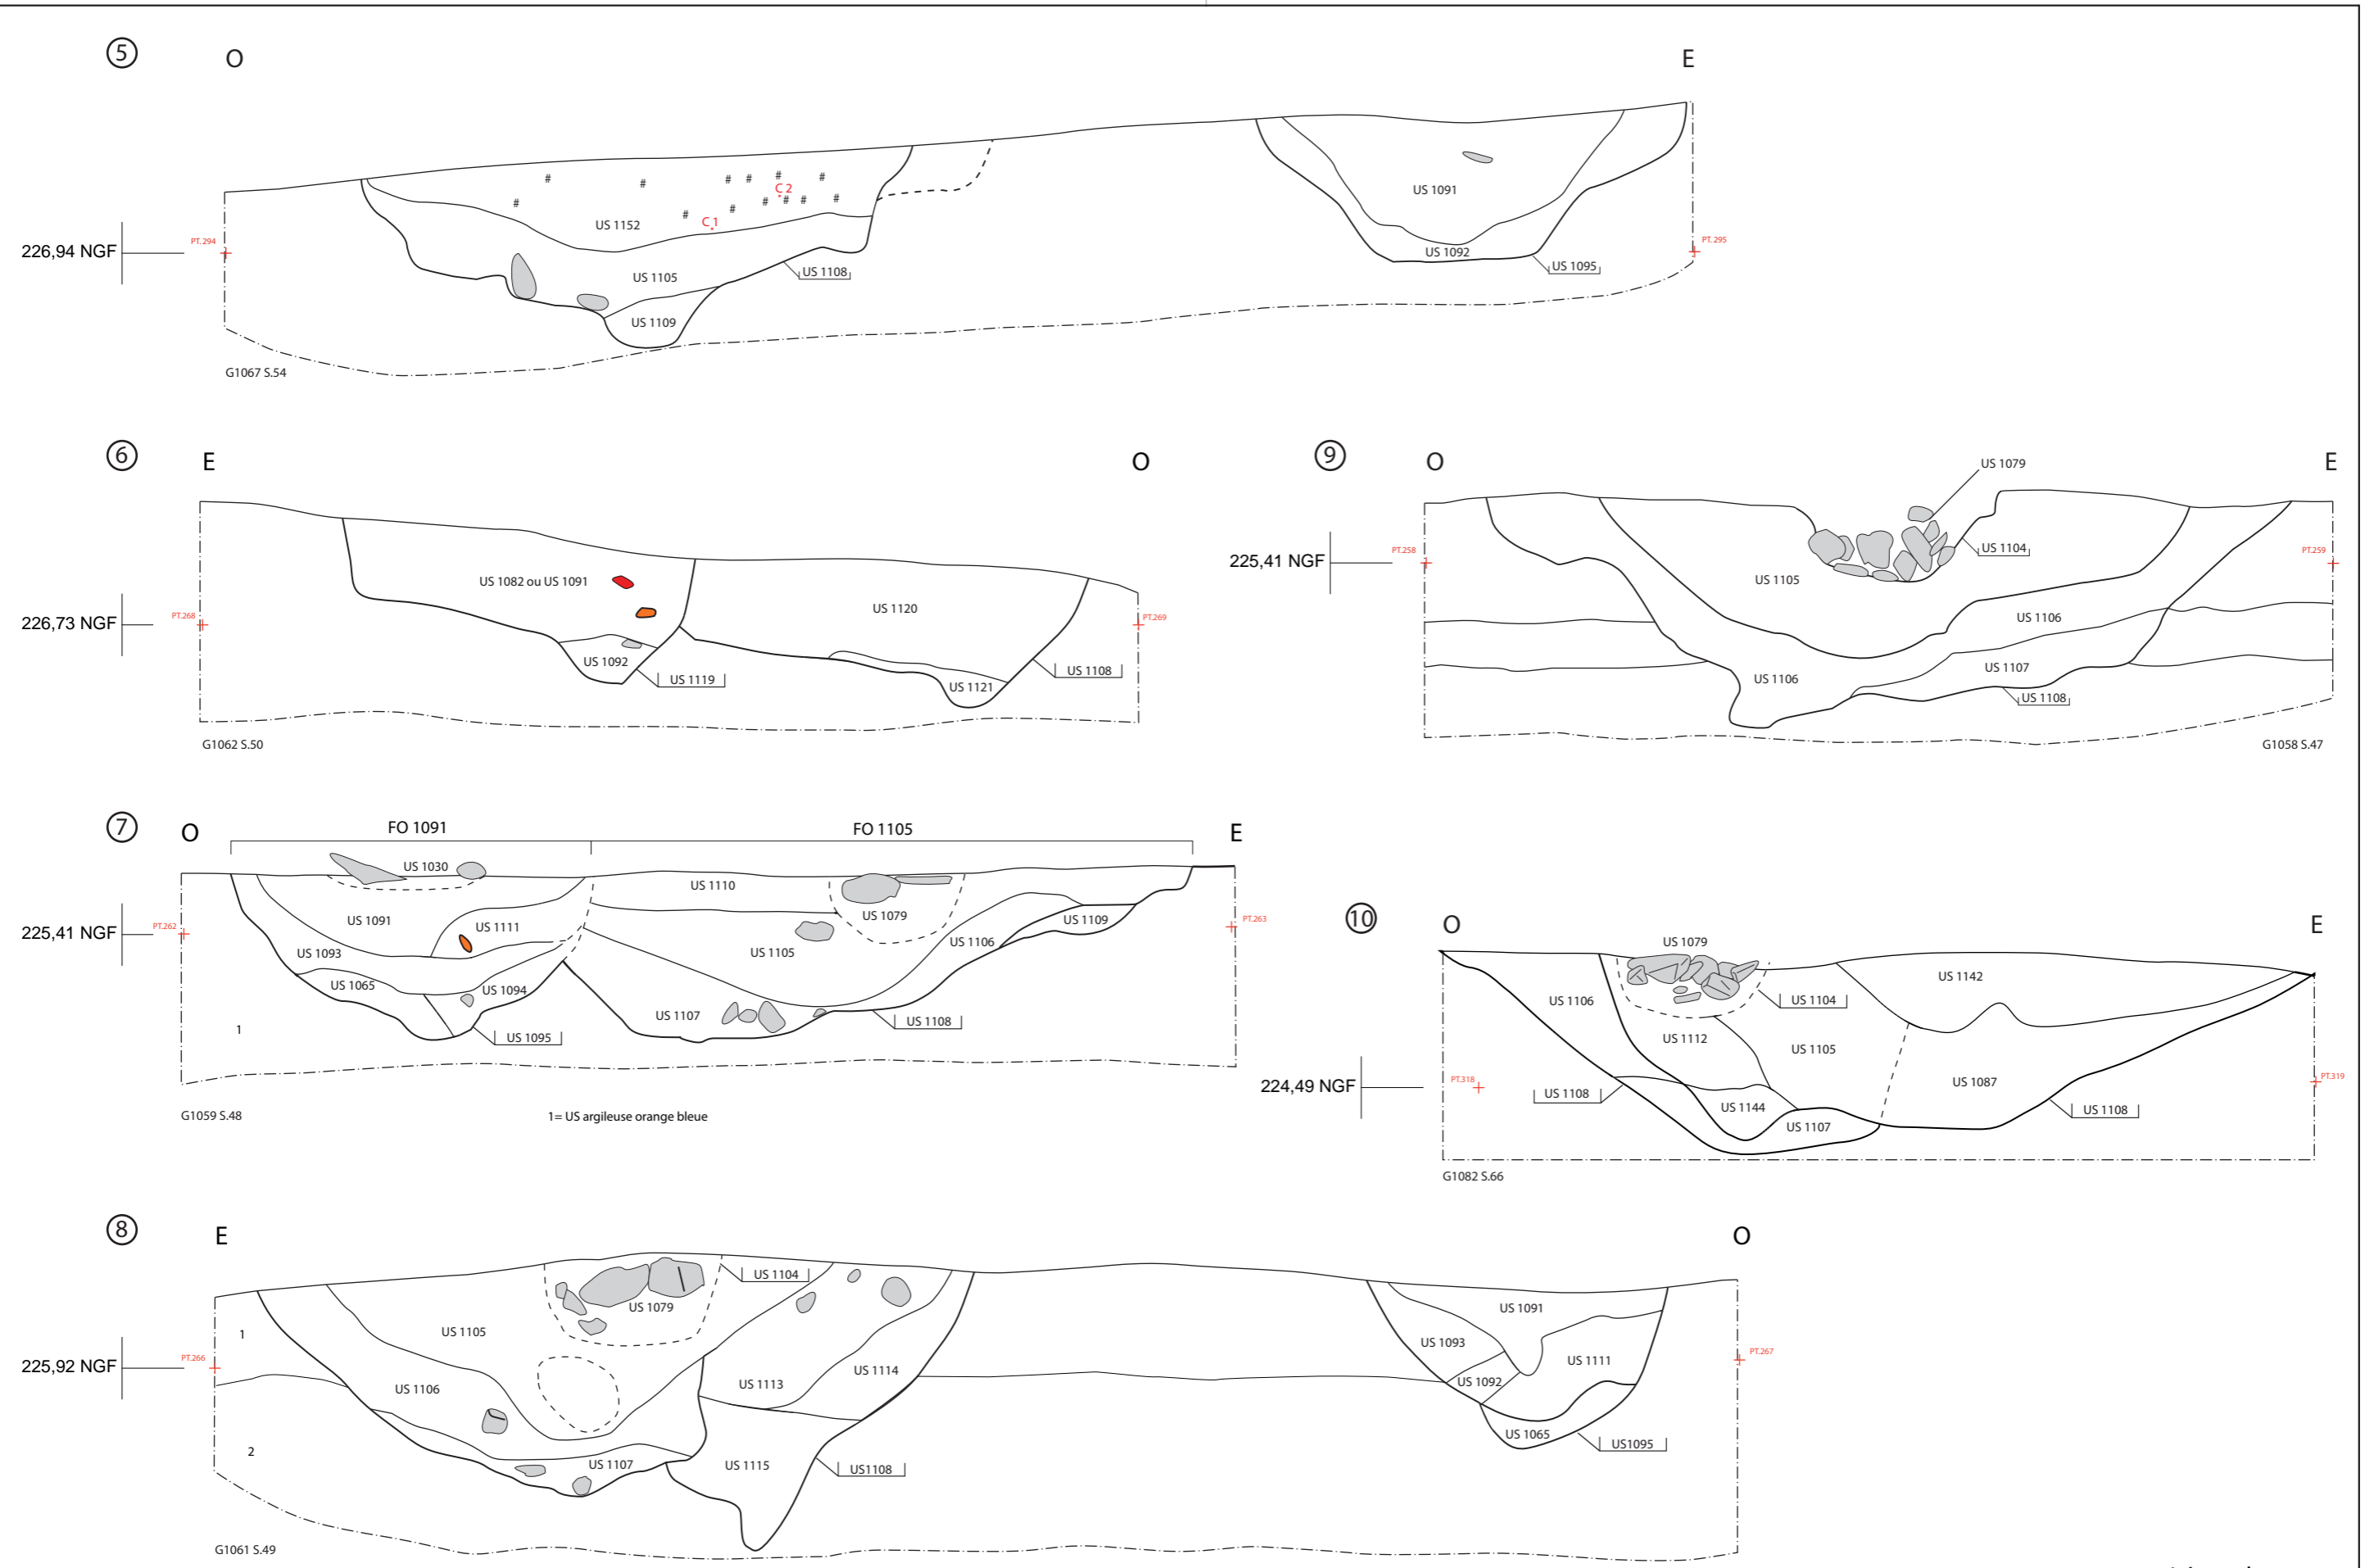 5
O
E
# # # # # # # # # # # # # #
C 2
C 1
US 1152
US 1091
226,94 NGF
PT.294
PT.295
US 1105
US 1108
US 1092
US 1095
US 1109
G1067 S.54
6
E
O
US 1082 ou US 1091
US 1120
226,73 NGF
PT.268
PT.269
US 1092
US 1119
US 1121
US 1108
G1062 S.50
9
O
E
US 1079
US 1104
225,41 NGF
PT.258
PT.259
US 1105
US 1106
US 1106
US 1107
US 1108
G1058 S.47
7
O
FO 1091
FO 1105
E
US 1030
US 1110
US 1091
US 1111
US 1079
US 1109
225,41 NGF
PT.262
PT.263
US 1093
US 1105
US 1106
US 1065
US 1094
US 1107
US 1108
1
US 1095
G1059 S.48
1= US argileuse orange bleue
10
O
E
US 1079
US 1142
US 1106
US 1104
US 1112
US 1105
224,49 NGF
PT.318
PT.319
US 1087
US 1108
US 1144
US 1108
US 1107
G1082 S.66
8
E
O
US 1104
US 1079
US 1091
1
US 1105
US 1093
225,92 NGF
PT.266
PT.267
US 1111
US 1106
US 1113
US 1114
US 1092
2
US 1107
US 1115
US1108
US 1065
US1095
G1061 S.49